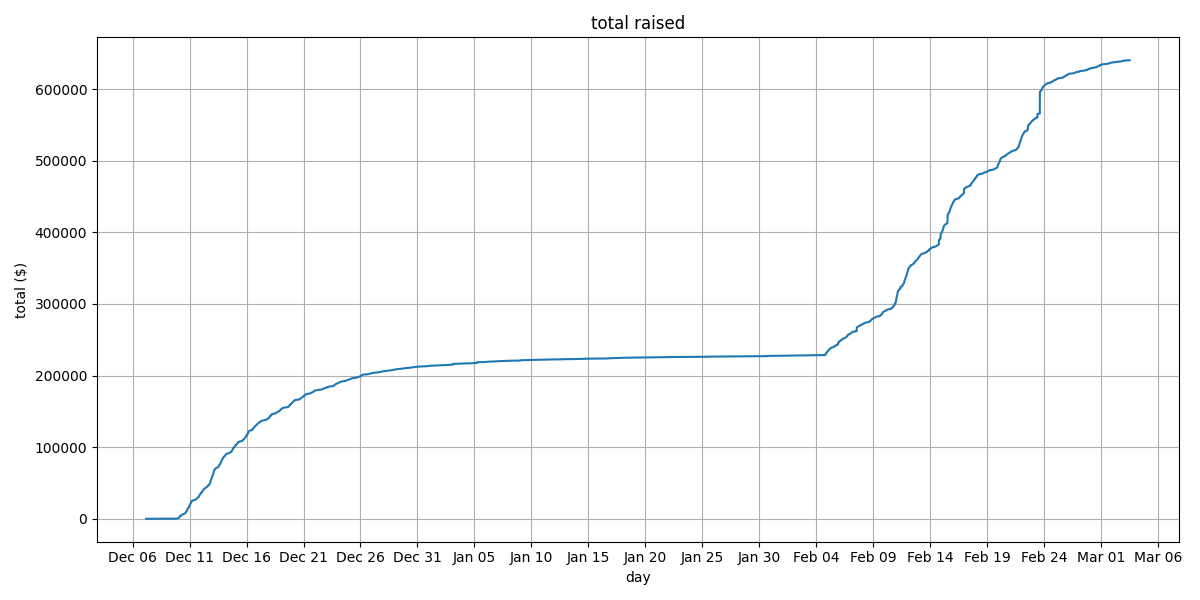 total raised
total ($)
600000
500000
400000
300000
200000
100000
0
Dec 06 Dec 11 Dec 16 Dec 21 Dec 26 Dec 31 Jan 05 Jan 10 Jan 15 Jan 20 Jan 25 Jan 30 Feb 04 Feb 09 Feb 14 Feb 19 Feb 24 Mar 01 Mar 06
day